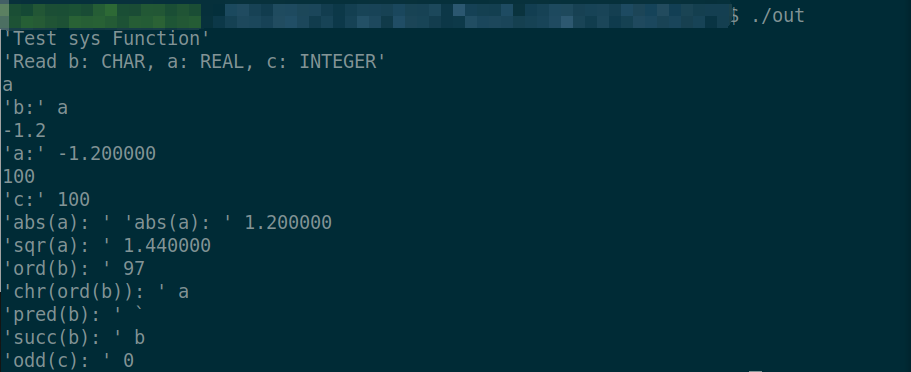 $ ./out
'Test sys Function'
'Read b: CHAR, a: REAL, c: INTEGER'
a
'b:' a
-1.2
'a:' -1.200000
100
'c:' 100
'abs(a): ' 'abs(a): ' 1.200000
'sqr(a): ' 1.440000
'ord(b): ' 97
'chr(ord(b)): ' a
'pred(b): ' `
'succ(b): ' b
'odd(c): ' 0